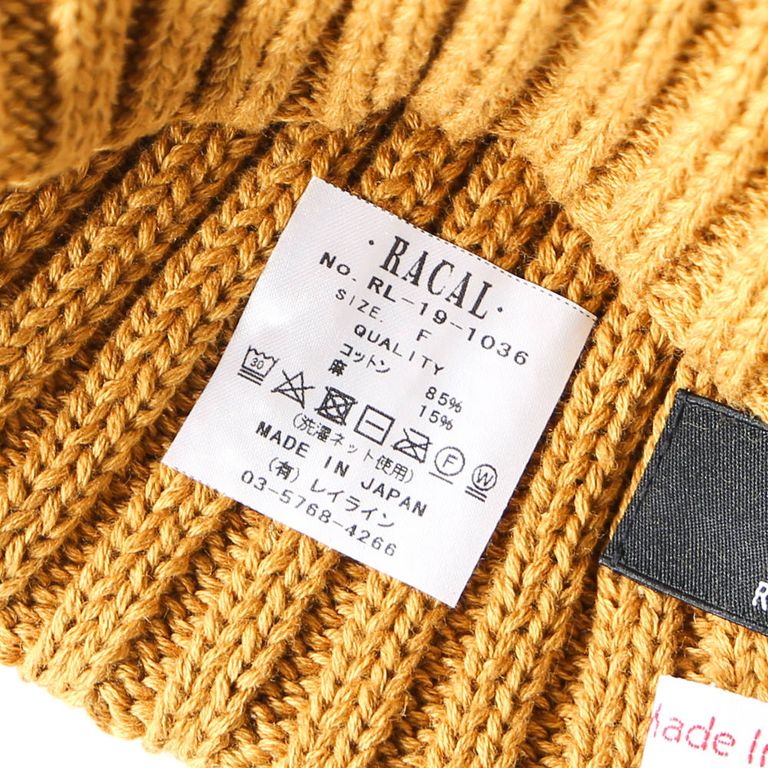 · RACAL ·
No. RL-19-1036
SIZE. F
QUALITY
コットン 85%
麻 15%
30
F W
(洗濯ネット使用)
MADE IN JAPAN
(有) レイライン
03-5768-4266
R
Made In